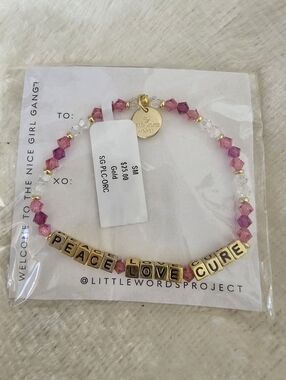 WELCOME TO THE NICE GIRL GANG!
TO:
XO:
SM
$25.00
Gold
SG-PLC-ORC
PEACE LOVE CURE
@LITTLEWORDSPROJECT